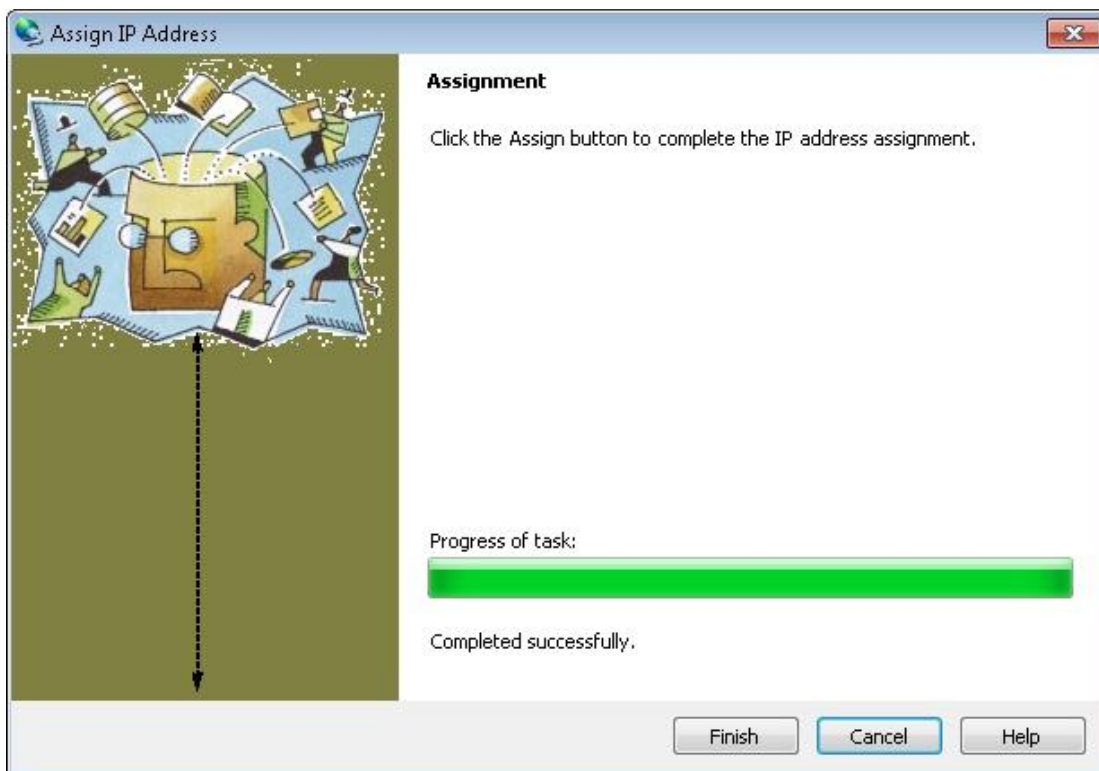 Assign IP Address
Assignment
Click the Assign button to complete the IP address assignment.
Progress of task:
Completed successfully.
Finish
Cancel
Help